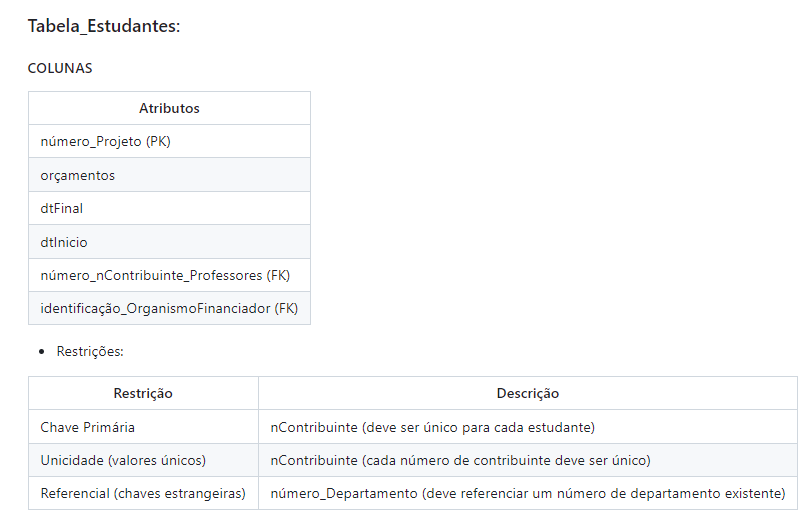 Tabela_Estudantes:
COLUNAS
Atributos
número_Projeto (PK)
orçamentos
dtFinal
dtInicio
número_nContribuinte_Professores (FK)
identificação_OrganismoFinanciador (FK)
• Restrições:
Restrição Descrição
Chave Primária nContribuinte (deve ser único para cada estudante)
Unicidade (valores únicos) nContribuinte (cada número de contribuinte deve ser único)
Referencial (chaves estrangeiras) número_Departamento (deve referenciar um número de departamento existente)